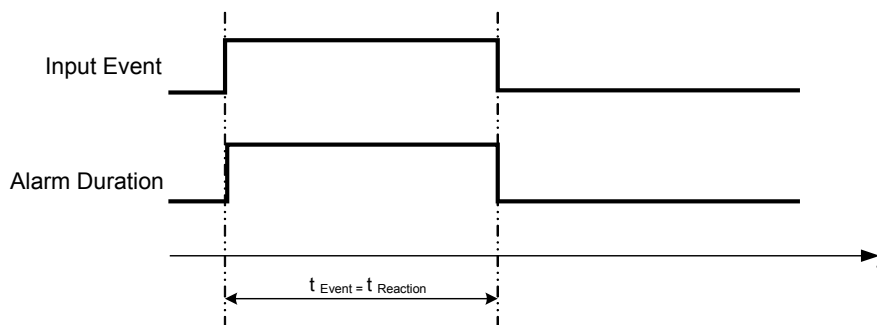 Input Event
Alarm Duration
t Event = t Reaction